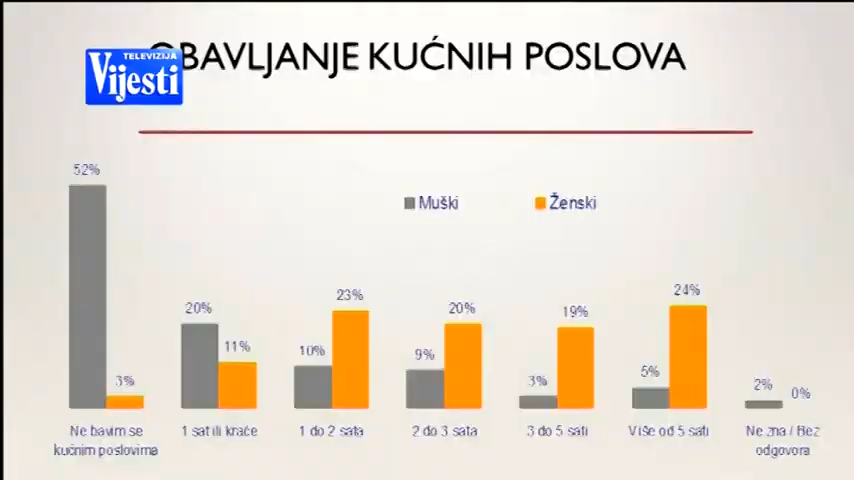 TELEVIZIJA
Vijesti
OBAVLJANJE KUĆNIH POSLOVA
52%
Muški
Ženski
3%
20%
11%
10%
23%
9%
20%
3%
19%
5%
24%
2%
0%
Ne bavim se
kućnim poslovima
1 sat ili kraće
1 do 2 sata
2 do 3 sata
3 do 5 sati
Više od 5 sati
Ne zna / Bez
odgovora